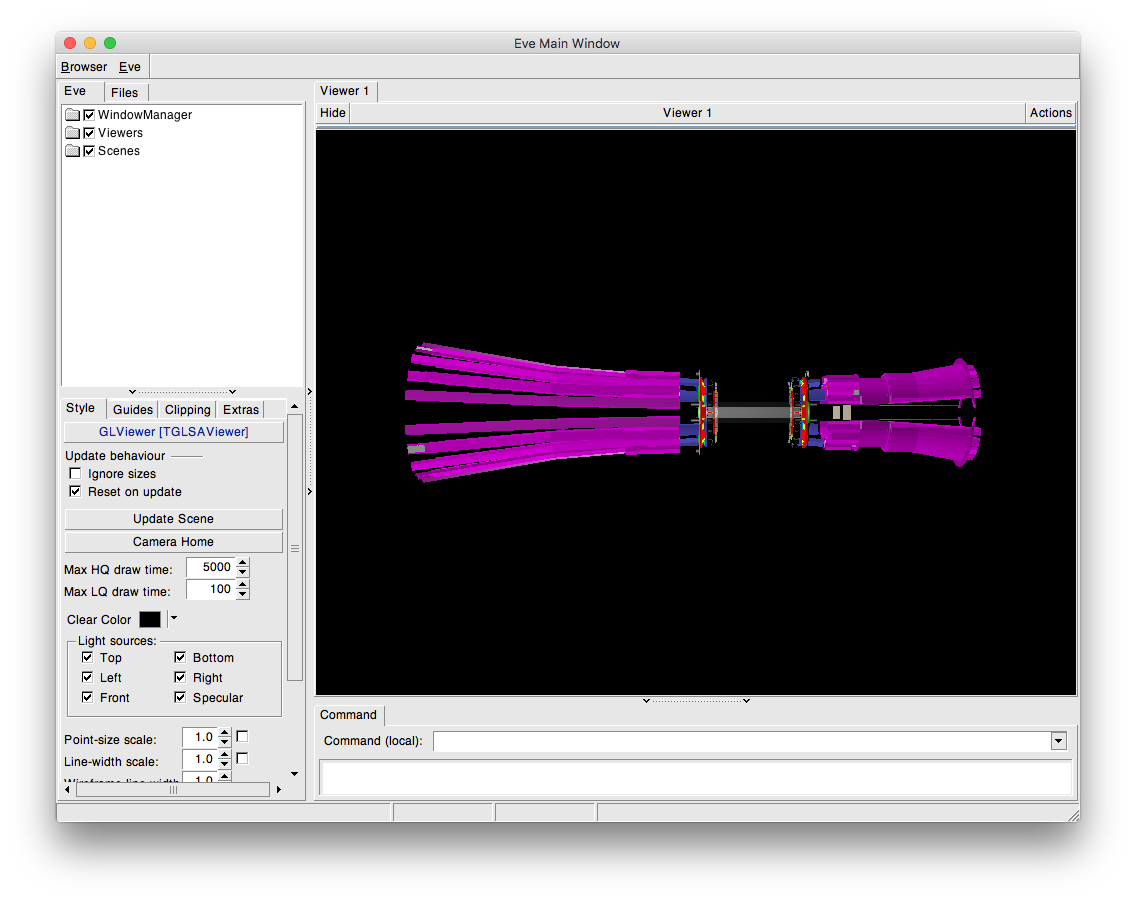 Eve Main Window
Browser Eve
Eve Files
WindowManager
Viewers
Scenes
Viewer 1
Hide Viewer 1 Actions
Style Guides Clipping Extras
GLViewer [TGLSAViewer]
Update behaviour
Ignore sizes
Reset on update
Update Scene
Camera Home
Max HQ draw time: 5000
Max LQ draw time: 100
Clear Color
Light sources:
Top Bottom
Left Right
Front Specular
Point-size scale: 1.0
Line-width scale: 1.0
Wireframe line-width 1.0
Command
Command (local):